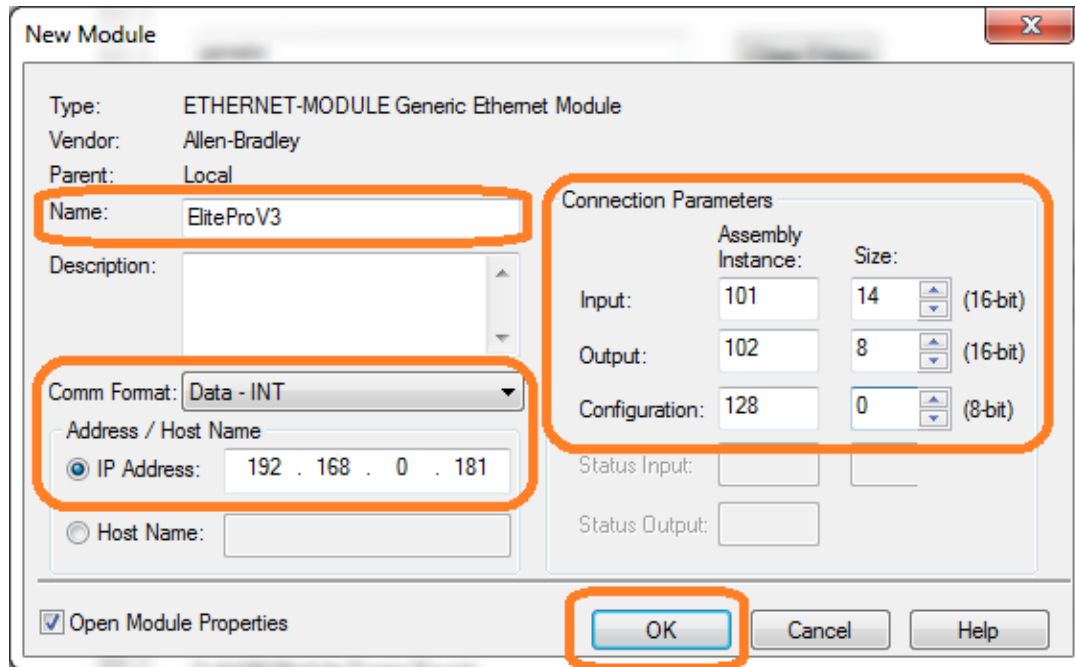 New Module
Type: ETHERNET-MODULE Generic Ethernet Module
Vendor: Allen-Bradley
Parent: Local
Name: EliteProV3
Description:
Comm Format: Data - INT
Address / Host Name
IP Address: 192 . 168 . 0 . 181
Host Name:
Connection Parameters
Assembly
Instance: Size:
Input: 101 14 (16-bit)
Output: 102 8 (16-bit)
Configuration: 128 0 (8-bit)
Status Input:
Status Output:
Open Module Properties
OK Cancel Help